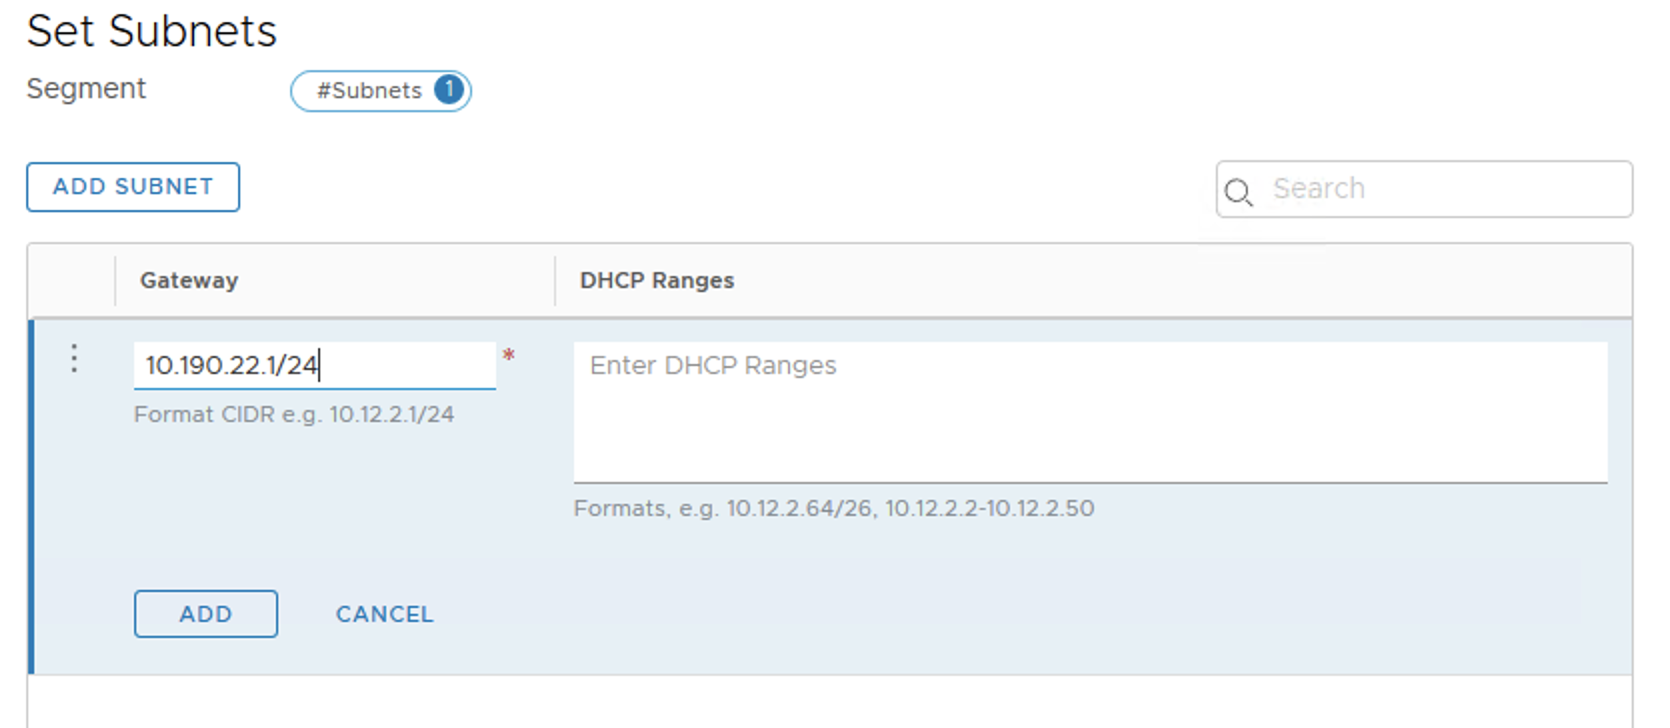 Set Subnets
Segment #Subnets 1
ADD SUBNET Search
Gateway DHCP Ranges
10.190.22.1/24 * Enter DHCP Ranges
Format CIDR e.g. 10.12.2.1/24
Formats, e.g. 10.12.2.64/26, 10.12.2.2-10.12.2.50
ADD CANCEL